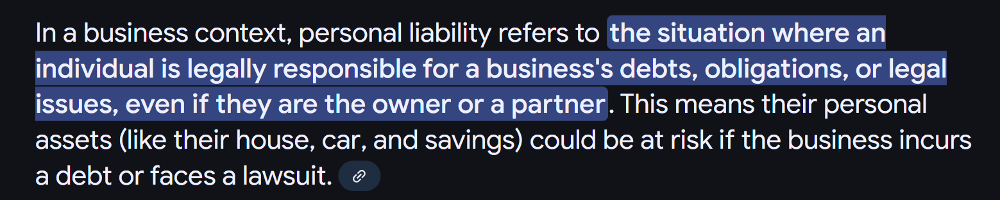 In a business context, personal liability refers to the situation where an
individual is legally responsible for a business's debts, obligations, or legal
issues, even if they are the owner or a partner. This means their personal
assets (like their house, car, and savings) could be at risk if the business incurs
a debt or faces a lawsuit.